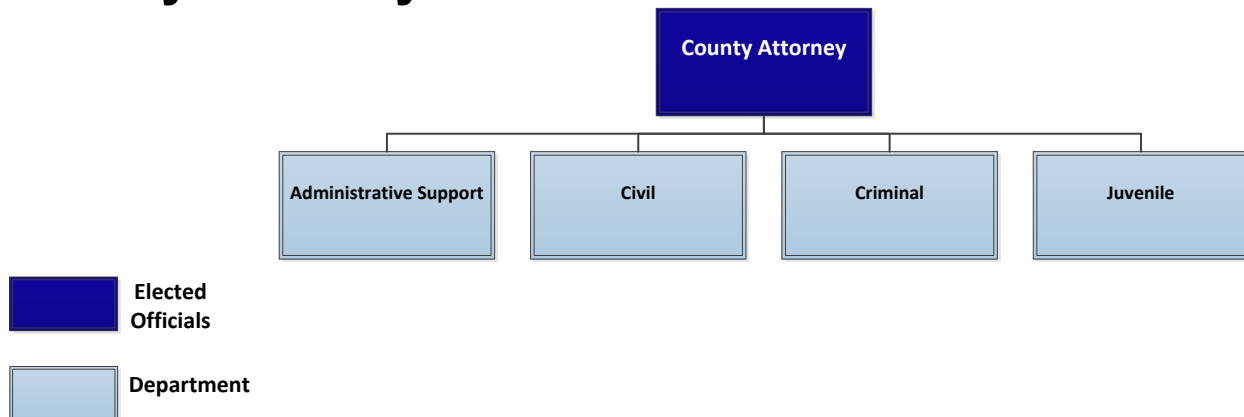 County Attorney
Administrative Support
Civil
Criminal
Juvenile
Elected
Officials
Department